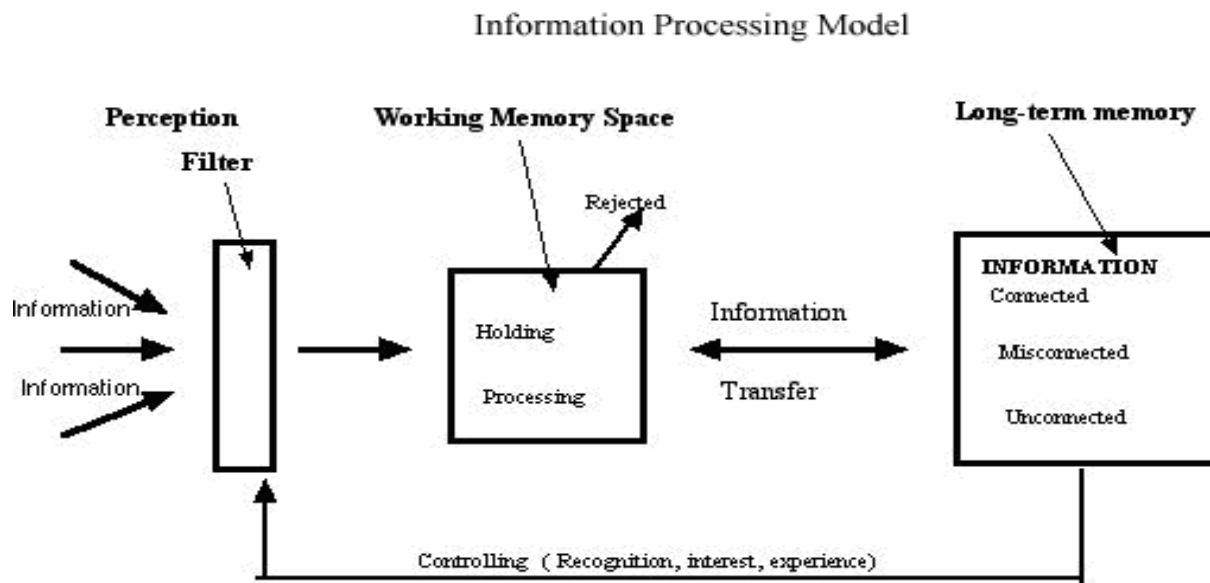 Information Processing Model
Perception
Filter
Working Memory Space
Long-term memory
Rejected
Information
Information
Holding
Processing
Information
Transfer
INFORMATION
Connected
Misconnected
Unconnected
Controlling ( Recognition, interest, experience)